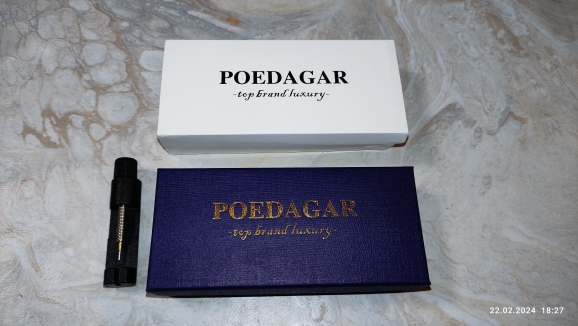 POEDAGAR
-top brand luxury-
POEDAGAR
-top brand luxury-
22.02.2024 18:27